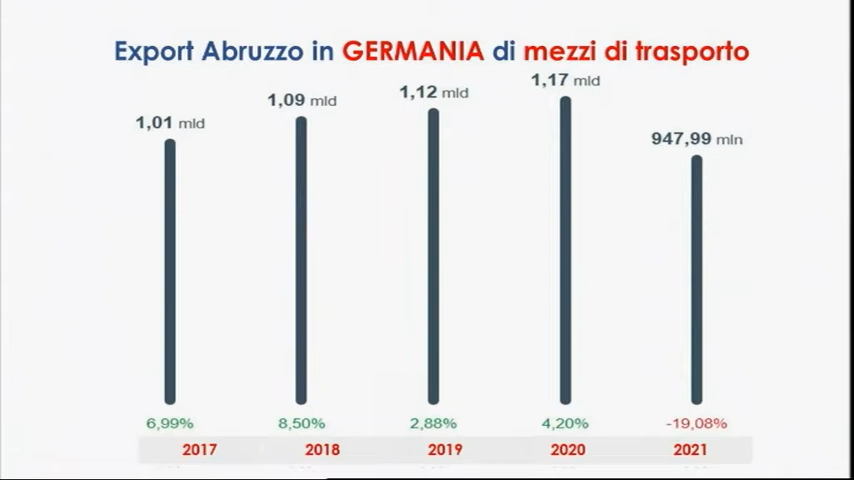 Export Abruzzo in GERMANIA di mezzi di trasporto
1,01 mld
1,09 mld
1,12 mld
1,17 mld
947,99 mln
6,99% 8,50% 2,88% 4,20% -19,08%
2017 2018 2019 2020 2021